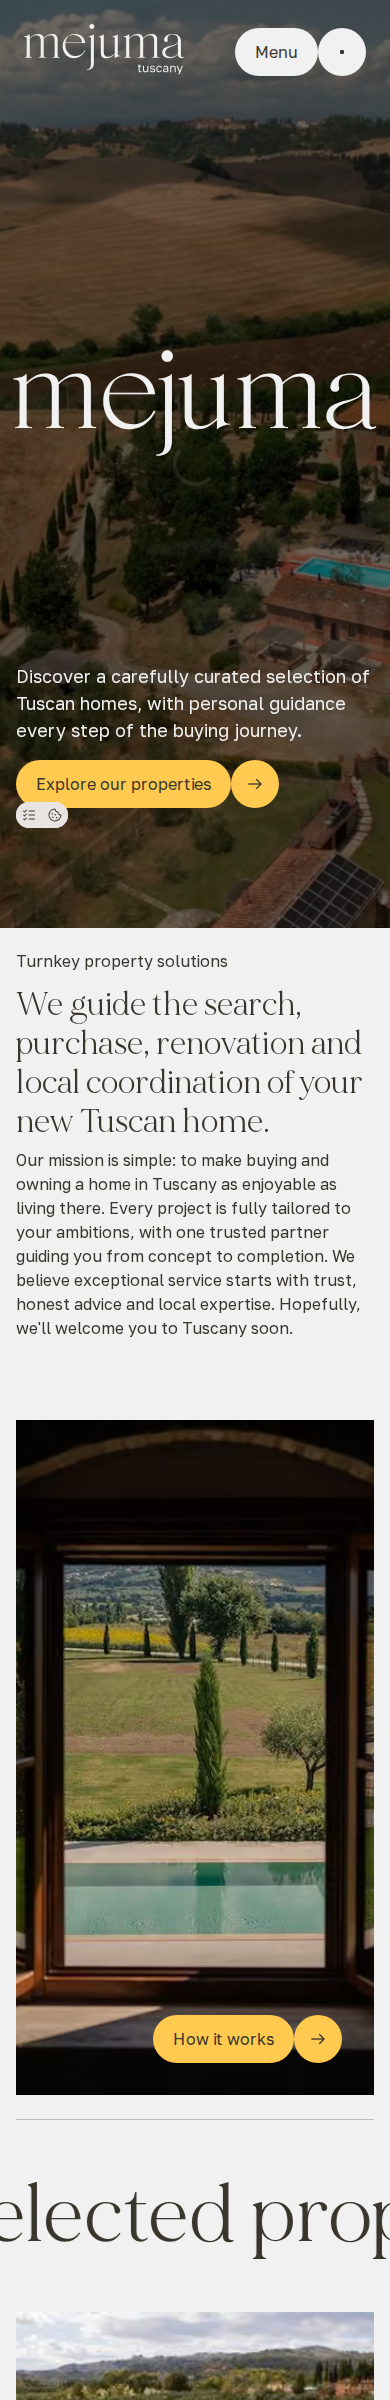 mejuma
tuscany
Menu
mejuma
Discover a carefully curated selection of
Tuscan homes, with personal guidance
every step of the buying journey.
Explore our properties
Turnkey property solutions
We guide the search,
purchase, renovation and
local coordination of your
new Tuscan home.
Our mission is simple: to make buying and
owning a home in Tuscany as enjoyable as
living there. Every project is fully tailored to
your ambitions, with one trusted partner
guiding you from concept to completion. We
believe exceptional service starts with trust,
honest advice and local expertise. Hopefully,
we'll welcome you to Tuscany soon.
How it works
elected prop